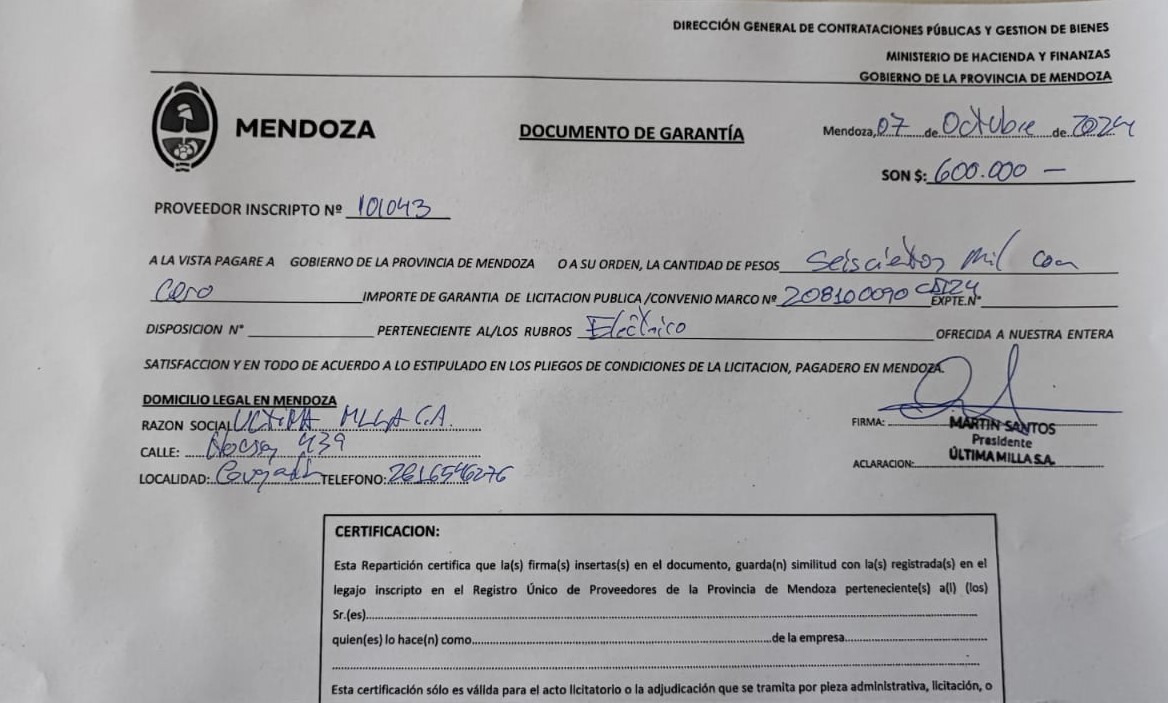 DIRECCIÓN GENERAL DE CONTRATACIONES PÚBLICAS Y GESTION DE BIENES
MINISTERIO DE HACIENDA Y FINANZAS
GOBIERNO DE LA PROVINCIA DE MENDOZA
MENDOZA
DOCUMENTO DE GARANTÍA
Mendoza, 07 de Octubre de 2024
SON $: 600.000 —
PROVEEDOR INSCRIPTO Nº 101043
A LA VISTA PAGARE A GOBIERNO DE LA PROVINCIA DE MENDOZA O A SU ORDEN, LA CANTIDAD DE PESOS Seiscientos mil con
Cero IMPORTE DE GARANTIA DE LICITACION PUBLICA /CONVENIO MARCO Nº 208100090 EXPTE.N°
DISPOSICION N° PERTENECIENTE AL/LOS RUBROS Eléctrico OFRECIDA A NUESTRA ENTERA
SATISFACCION Y EN TODO DE ACUERDO A LO ESTIPULADO EN LOS PLIEGOS DE CONDICIONES DE LA LICITACION, PAGADERO EN MENDOZA.
DOMICILIO LEGAL EN MENDOZA
RAZON SOCIAL ULTIMA MILLA S.A.
CALLE: 439
LOCALIDAD: TELEFONO: 2616546276
FIRMA:
MARTIN SANTOS
Presidente
ÚLTIMA MILLA S.A.
ACLARACION:
CERTIFICACION:
Esta Repartición certifica que la(s) firma(s) insertas(s) en el documento, guarda(n) similitud con la(s) registrada(s) en el
legajo inscripto en el Registro Único de Proveedores de la Provincia de Mendoza perteneciente(s) a(l) (los)
Sr.(es)
quien(es) lo hace(n) como de la empresa
Esta certificación sólo es válida para el acto licitatorio o la adjudicación que se tramita por pieza administrativa, licitación, o